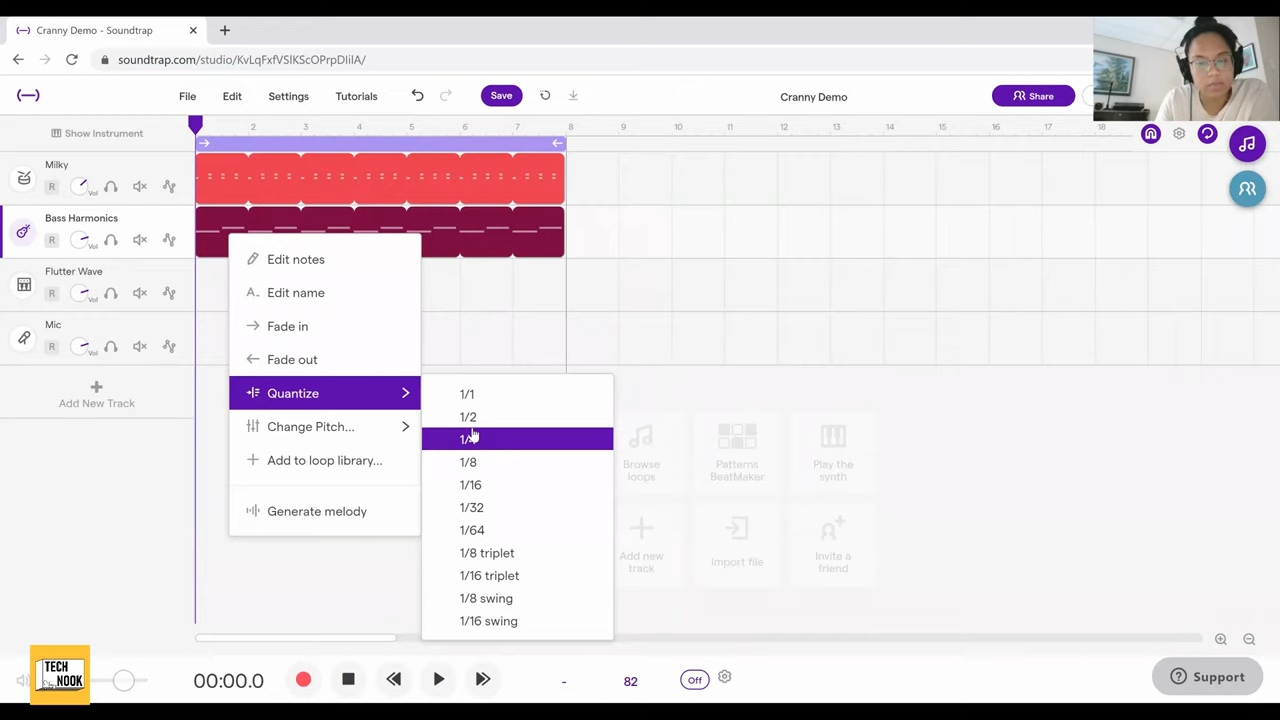 Cranny Demo - Soundtrap
soundtrap.com/studio/
File
Edit
Settings
Tutorials
Save
Cranny Demo
Share
Show Instrument
2
3
4
5
6
7
8
9
10
11
12
13
14
15
16
17
18
Milky
R
Vol
Bass Harmonics
R
Vol
Flutter Wave
R
Vol
Mic
R
Vol
Add New Track
Edit notes
A.. Edit name
Fade in
Fade out
Quantize
Change Pitch...
Add to loop library...
Generate melody
1/1
1/2
1/8
1/16
1/32
1/64
1/8 triplet
1/16 triplet
1/8 swing
1/16 swing
Browse
loops
Patterns
BeatMaker
Play the
synth
Add new
track
Import file
Invite a
friend
TECH
NOOK
00:00.0
-
82
Off
Support